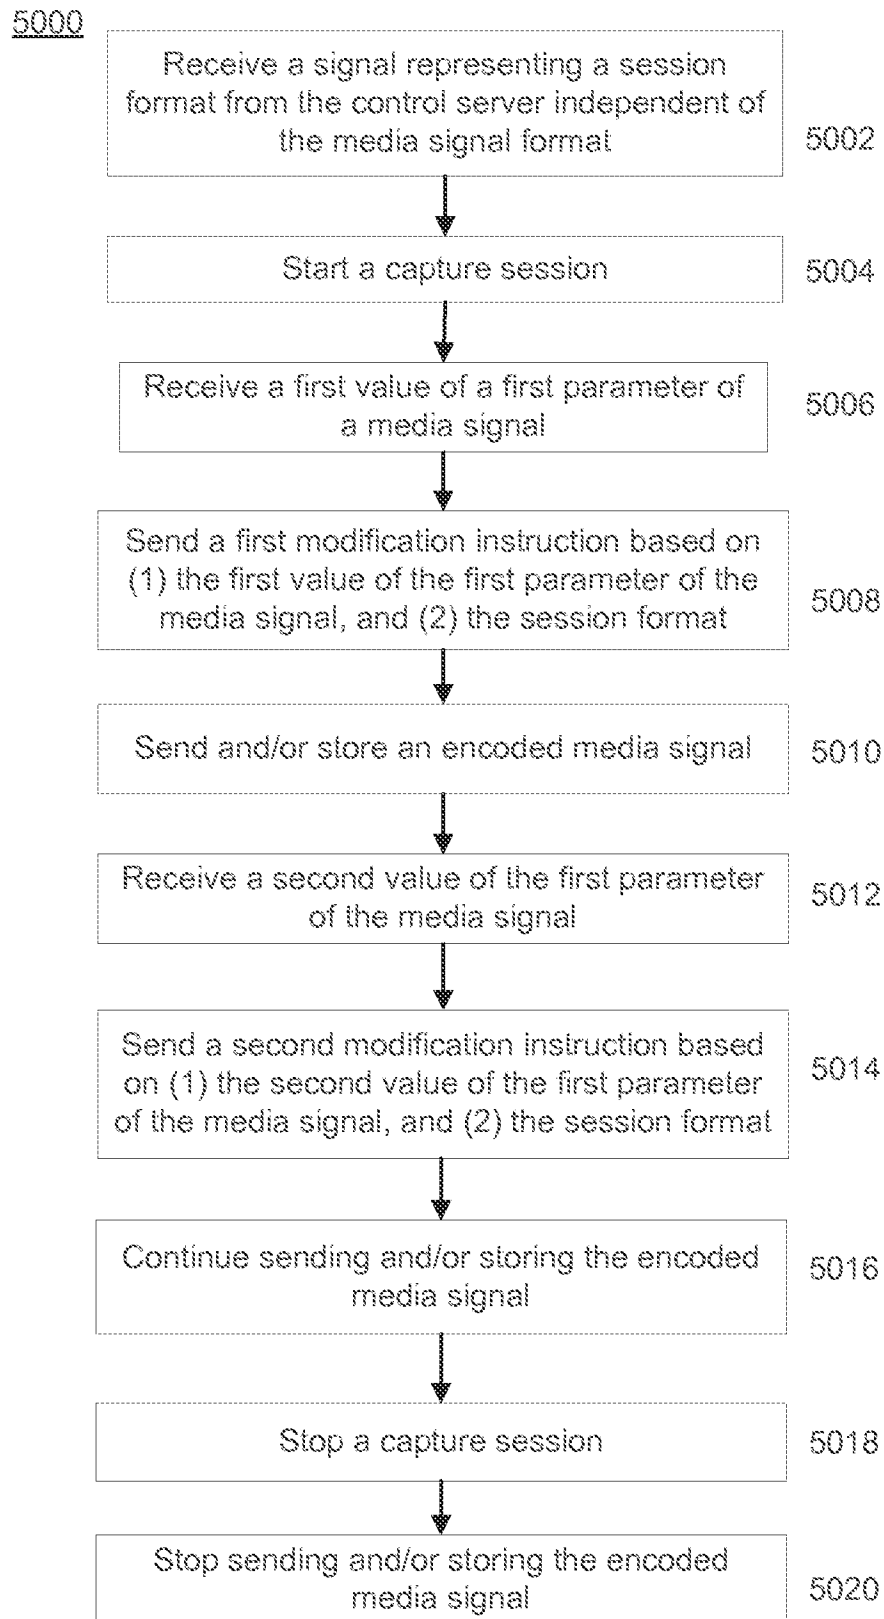 5000
Receive a signal representing a session
format from the control server independent of
the media signal format
5002
Start a capture session
5004
Receive a first value of a first parameter of
a media signal
5006
Send a first modification instruction based on
(1) the first value of the first parameter of the
media signal, and (2) the session format
5008
Send and/or store an encoded media signal
5010
Receive a second value of the first parameter
of the media signal
5012
Send a second modification instruction based
on (1) the second value of the first parameter
of the media signal, and (2) the session format
5014
Continue sending and/or storing the encoded
media signal
5016
Stop a capture session
5018
Stop sending and/or storing the encoded
media signal
5020